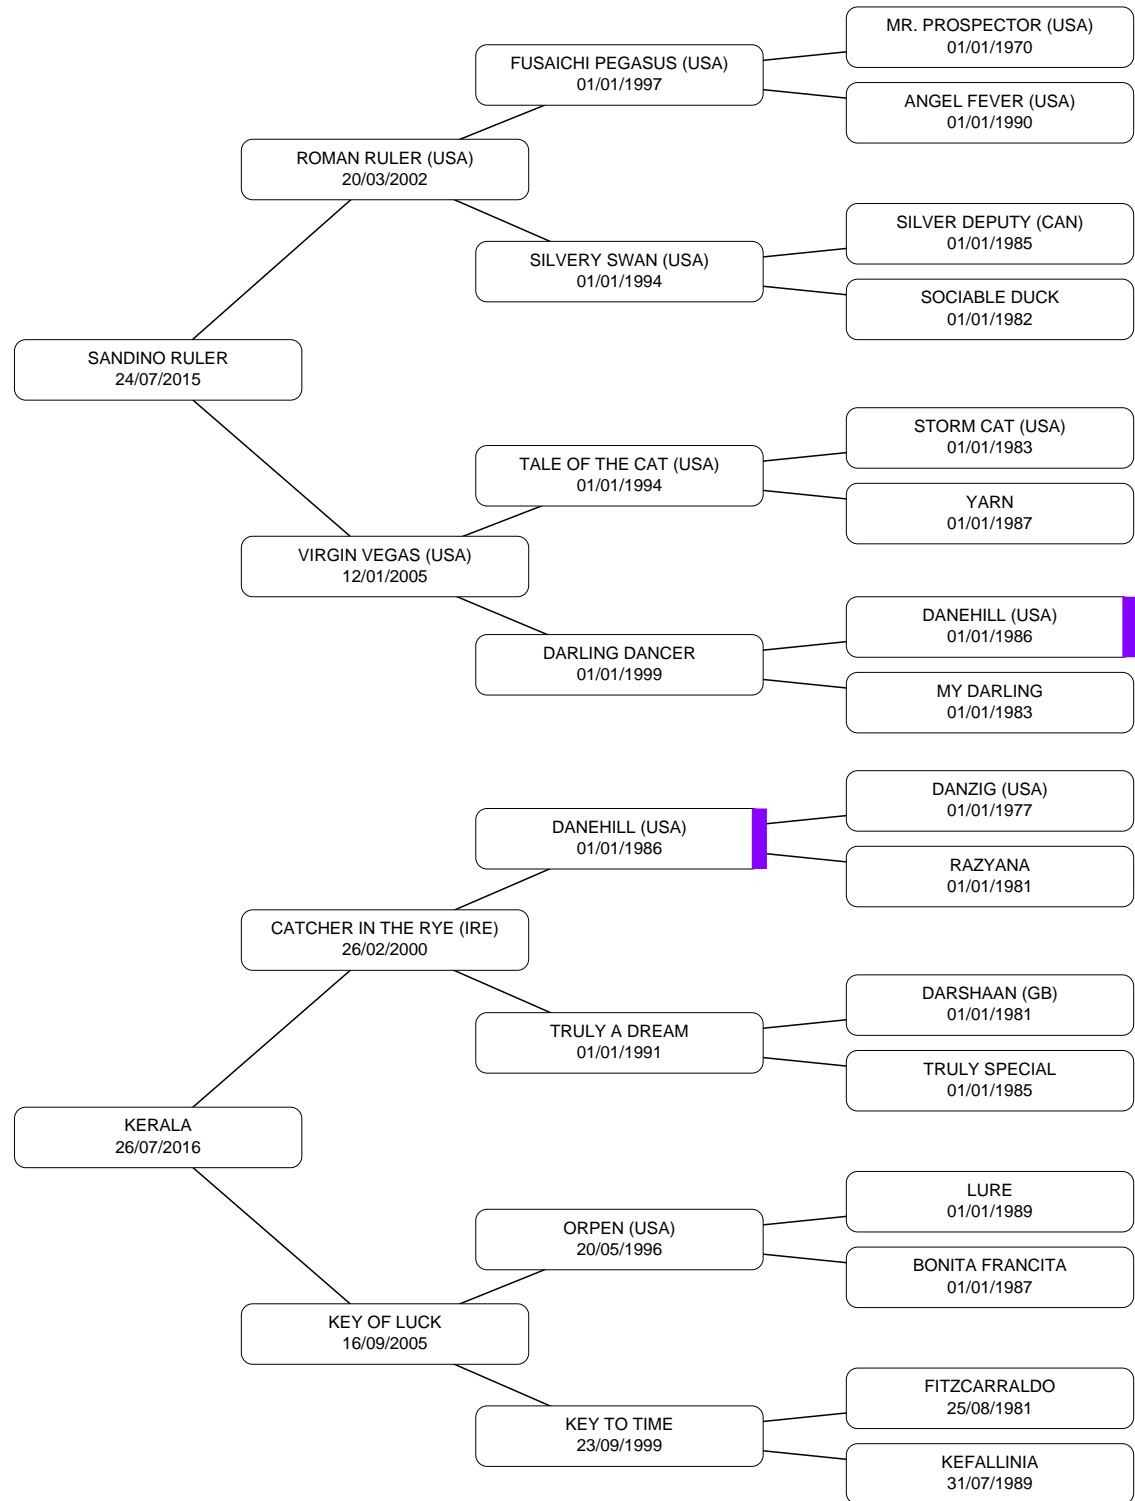 MR. PROSPECTOR (USA)
01/01/1970
FUSAICHI PEGASUS (USA)
01/01/1997
ANGEL FEVER (USA)
01/01/1990
ROMAN RULER (USA)
20/03/2002
SILVER DEPUTY (CAN)
01/01/1985
SILVERY SWAN (USA)
01/01/1994
SOCIABLE DUCK
01/01/1982
SANDINO RULER
24/07/2015
STORM CAT (USA)
01/01/1983
TALE OF THE CAT (USA)
01/01/1994
YARN
01/01/1987
VIRGIN VEGAS (USA)
12/01/2005
DANEHILL (USA)
01/01/1986
DARLING DANCER
01/01/1999
MY DARLING
01/01/1983
DANZIG (USA)
01/01/1977
DANEHILL (USA)
01/01/1986
RAZYANA
01/01/1981
CATCHER IN THE RYE (IRE)
26/02/2000
DARSHAAN (GB)
01/01/1981
TRULY A DREAM
01/01/1991
TRULY SPECIAL
01/01/1985
KERALA
26/07/2016
LURE
01/01/1989
ORPEN (USA)
20/05/1996
BONITA FRANCITA
01/01/1987
KEY OF LUCK
16/09/2005
FITZCARRALDO
25/08/1981
KEY TO TIME
23/09/1999
KEFALLINIA
31/07/1989